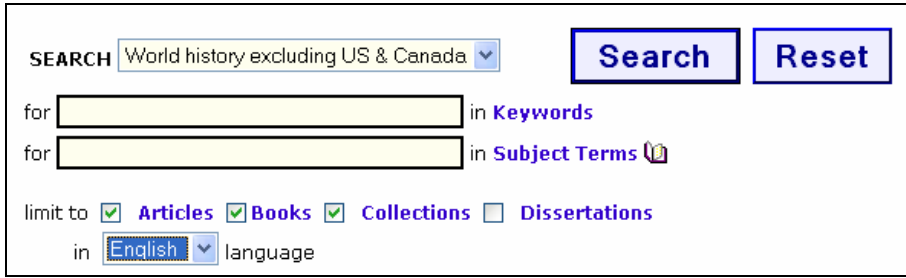 SEARCH World history excluding US & Canada Search Reset
for in Keywords
for in Subject Terms
limit to Articles Books Collections Dissertations
in English language